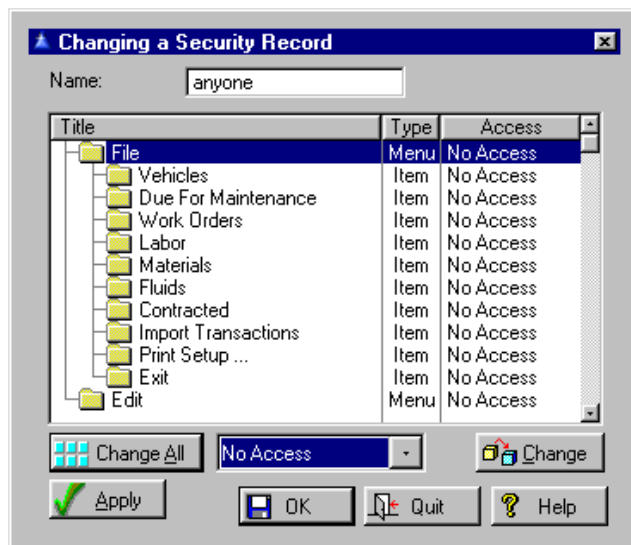 Changing a Security Record
Name: anyone
Title Type Access
File Menu No Access
Vehicles Item No Access
Due For Maintenance Item No Access
Work Orders Item No Access
Labor Item No Access
Materials Item No Access
Fluids Item No Access
Contracted Item No Access
Import Transactions Item No Access
Print Setup ... Item No Access
Exit Item No Access
Edit Menu No Access
Change All No Access Change
Apply OK Quit Help